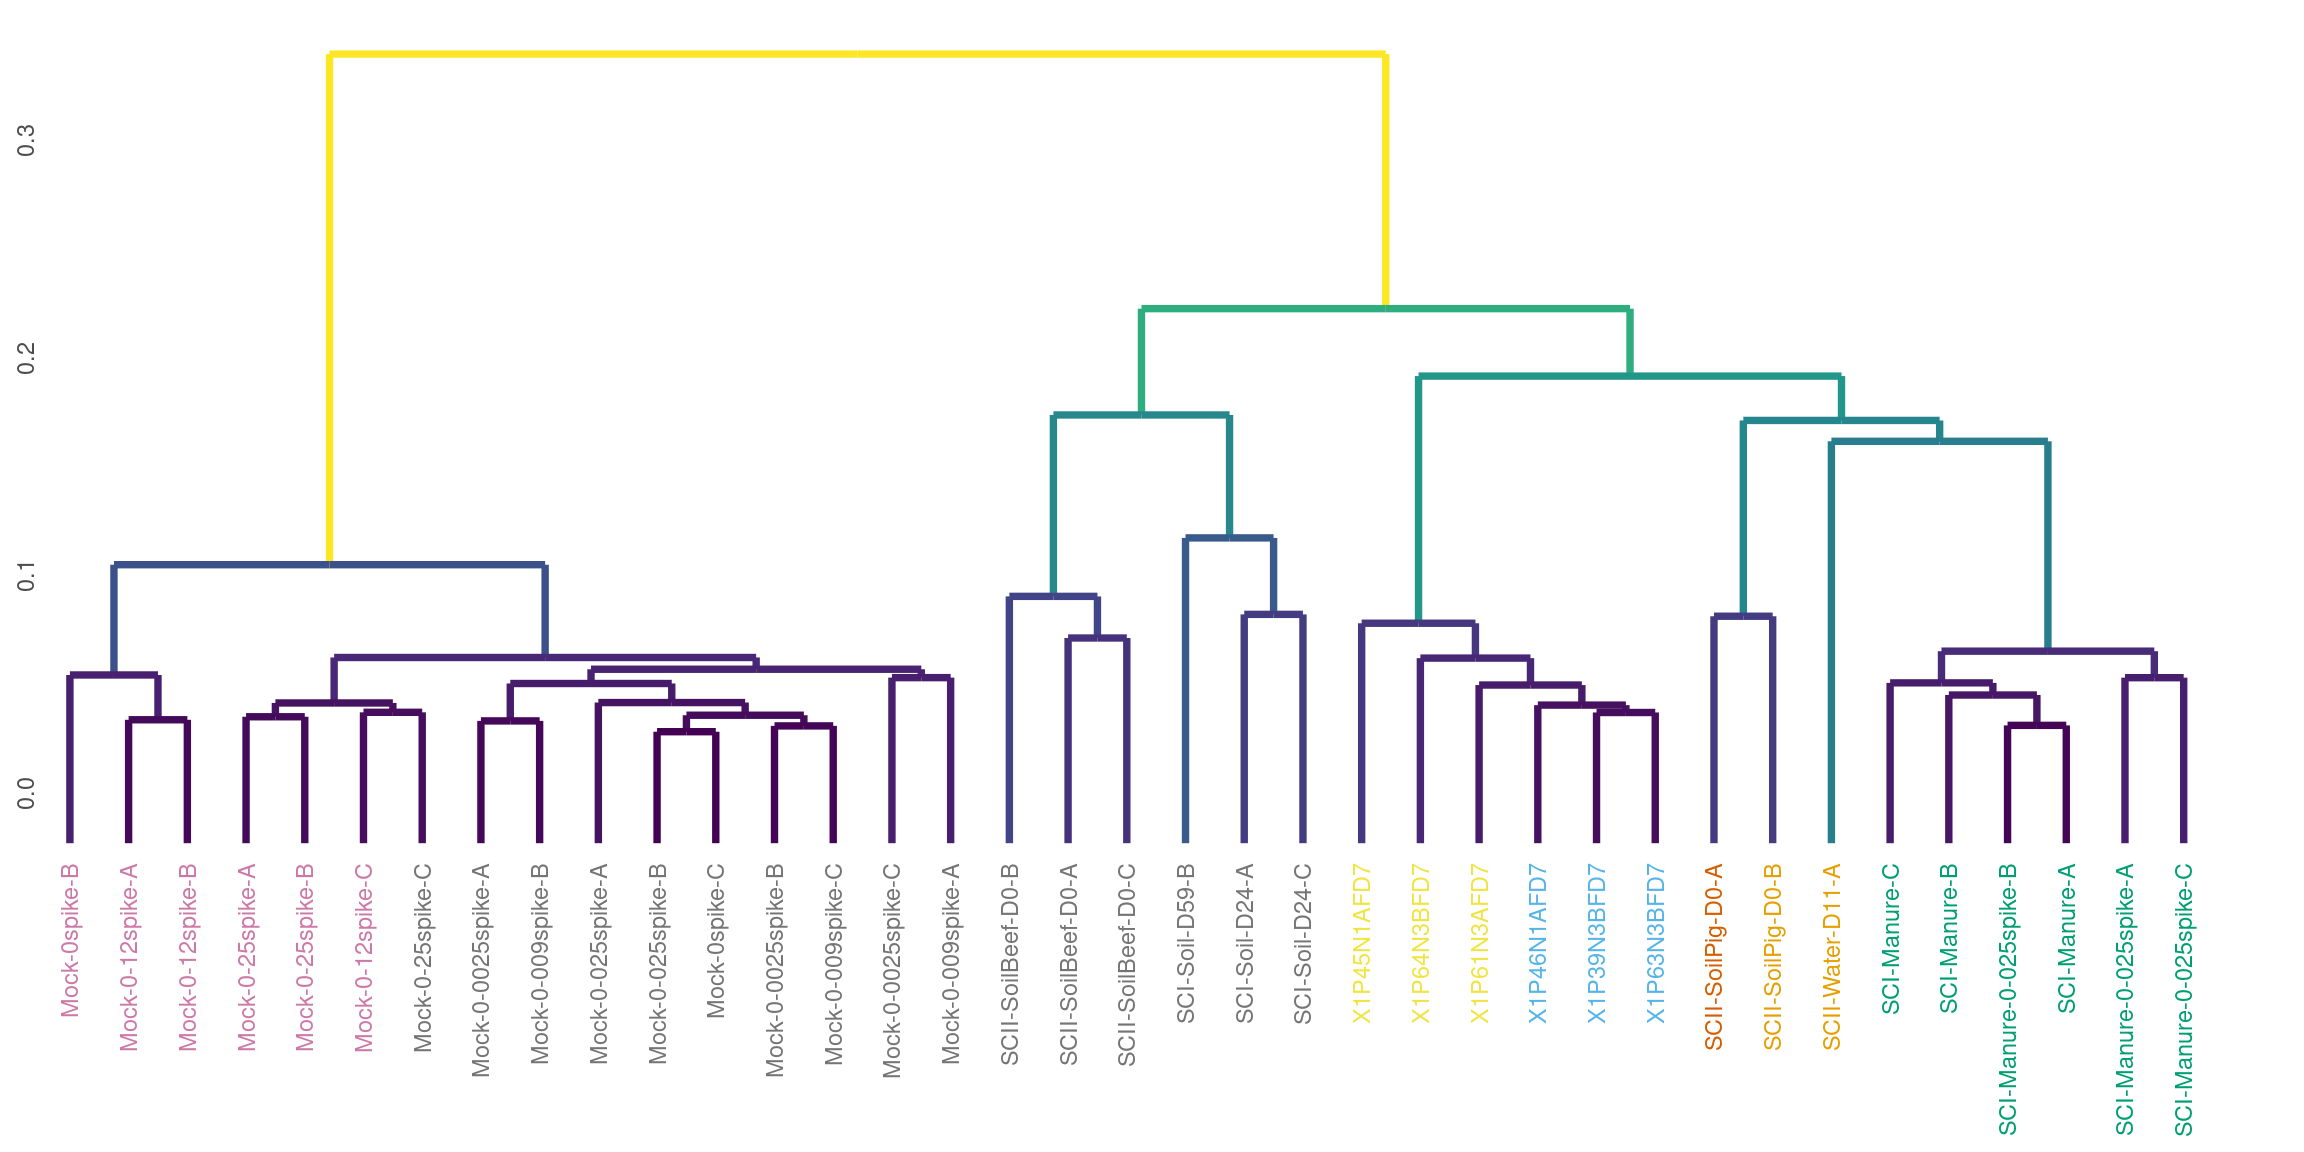 0.3
0.2
0.1
0.0
Mock-0spike-B
Mock-0-12spike-A
Mock-0-12spike-B
Mock-0-25spike-A
Mock-0-25spike-B
Mock-0-12spike-C
Mock-0-25spike-C
Mock-0-0025spike-A
Mock-0-009spike-B
Mock-0-025spike-A
Mock-0-025spike-B
Mock-0spike-C
Mock-0-0025spike-B
Mock-0-009spike-C
Mock-0-0025spike-C
Mock-0-009spike-A
SCII-SoilBeef-D0-B
SCII-SoilBeef-D0-A
SCII-SoilBeef-D0-C
SCI-Soil-D59-B
SCI-Soil-D24-A
SCI-Soil-D24-C
X1P45N1AFD7
X1P64N3BFD7
X1P61N3AFD7
X1P46N1AFD7
X1P39N3BFD7
X1P63N3BFD7
SCII-SoilPig-D0-A
SCII-SoilPig-D0-B
SCII-Water-D11-A
SCI-Manure-C
SCI-Manure-B
SCI-Manure-0-025spike-B
SCI-Manure-A
SCI-Manure-0-025spike-A
SCI-Manure-0-025spike-C